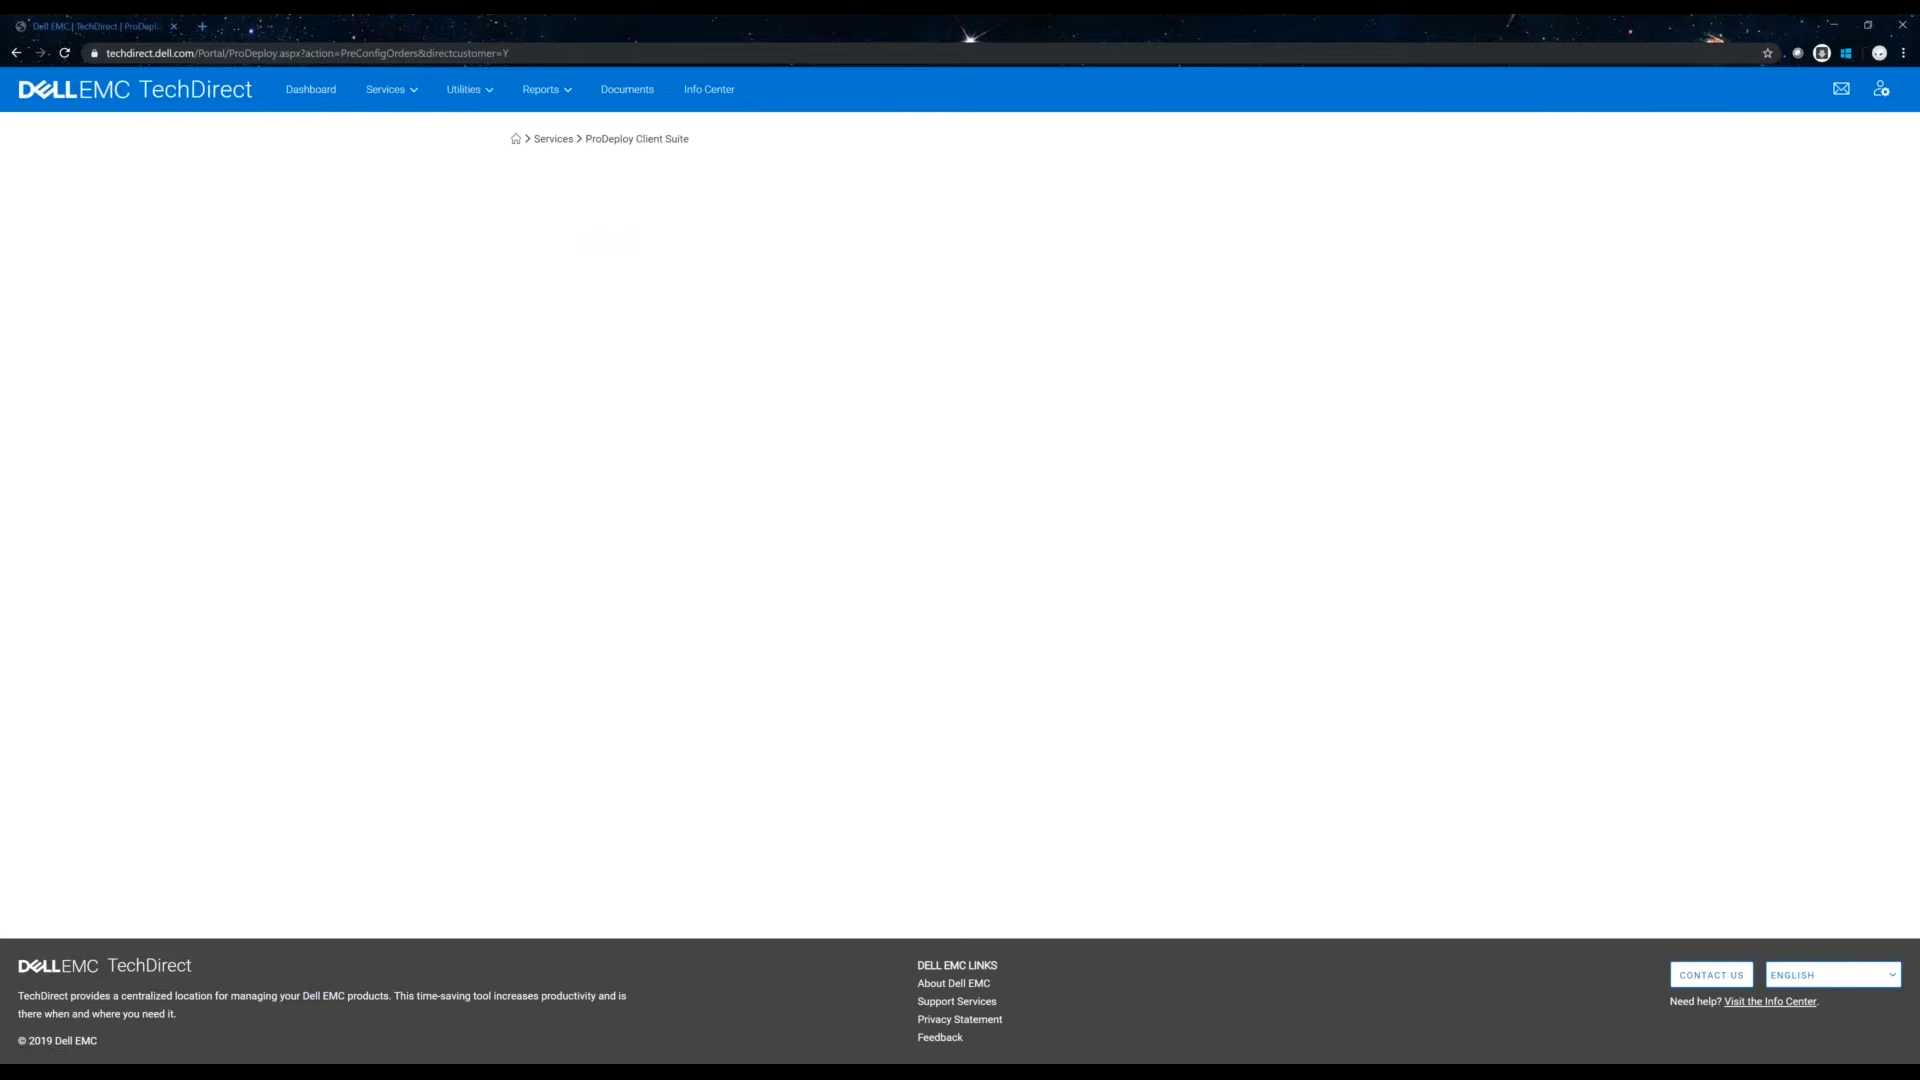 Dell EMC | TechDirect | ProDeplo
techdirect.dell.com/Portal/ProDeploy.aspx?action=PreConfigOrders&directcustomer=Y
DELLEMC TechDirect
Dashboard
Services
Utilities
Reports
Documents
Info Center
> Services > ProDeploy Client Suite
DELLEMC TechDirect
TechDirect provides a centralized location for managing your Dell EMC products. This time-saving tool increases productivity and is
there when and where you need it.
© 2019 Dell EMC
DELL EMC LINKS
About Dell EMC
Support Services
Privacy Statement
Feedback
CONTACT US
ENGLISH
Need help? Visit the Info Center.